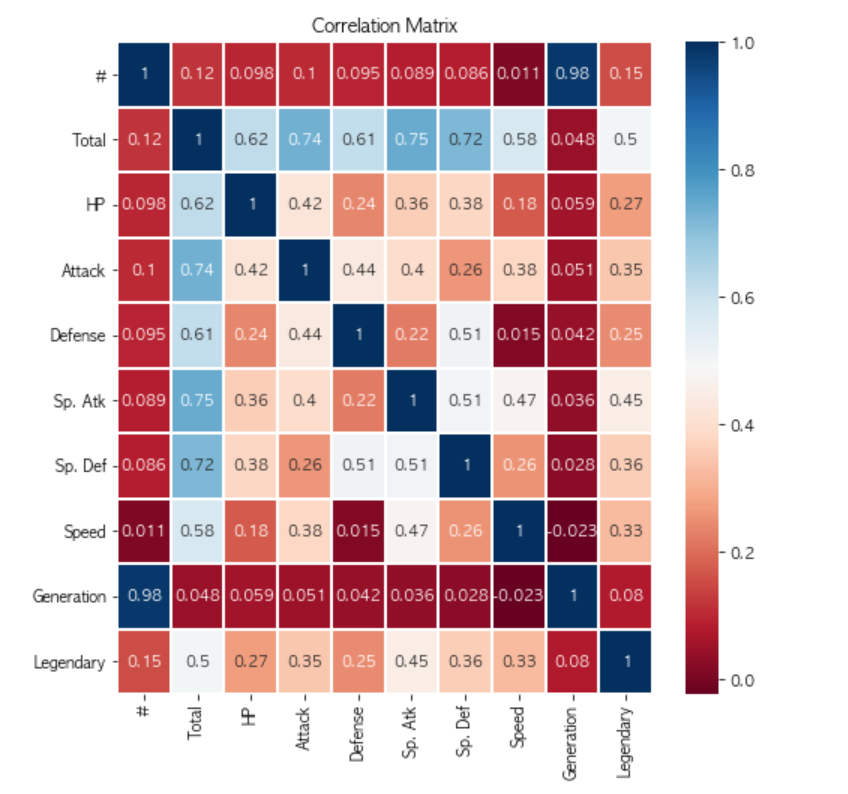 Correlation Matrix
# 1 0.12 0.098 0.1 0.095 0.089 0.086 0.011 0.98 0.15
Total 0.12 1 0.62 0.74 0.61 0.75 0.72 0.58 0.048 0.5
HP 0.098 0.62 1 0.42 0.24 0.36 0.38 0.18 0.059 0.27
Attack 0.1 0.74 0.42 1 0.44 0.4 0.26 0.38 0.051 0.35
Defense 0.095 0.61 0.24 0.44 1 0.22 0.51 0.015 0.042 0.25
Sp. Atk 0.089 0.75 0.36 0.4 0.22 1 0.51 0.47 0.036 0.45
Sp. Def 0.086 0.72 0.38 0.26 0.51 0.51 1 0.26 0.028 0.36
Speed 0.011 0.58 0.18 0.38 0.015 0.47 0.26 1 -0.023 0.33
Generation 0.98 0.048 0.059 0.051 0.042 0.036 0.028 -0.023 1 0.08
Legendary 0.15 0.5 0.27 0.35 0.25 0.45 0.36 0.33 0.08 1
# Total HP Attack Defense Sp. Atk Sp. Def Speed Generation Legendary
1.0
0.8
0.6
0.4
0.2
0.0